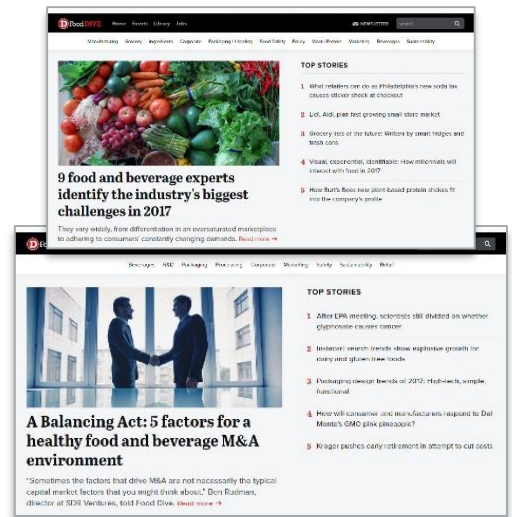 Food DIVE
Home Events Library Jobs
NEWSLETTER
search
Manufacturing Grocery Ingredients Corporate Packaging / Labeling Food Safety Policy Meat / Protein Marketing Beverages Sustainability
9 food and beverage experts
identify the industry's biggest
challenges in 2017
They vary widely, from differentiation in an oversaturated marketplace
to adhering to consumers' constantly changing demands. Read more →
TOP STORIES
1 What retailers can do as Philadelphia's new soda tax
causes sticker shock at checkout
2 Lidl, Aldi, plan fast growing small store market
3 Grocery lists of the future: Written by smart fridges and
trash cans
4 Visual, experiential, identifiable: How millennials will
interact with food in 2017
5 How Burt's Bees new plant-based protein shakes fit
into the company's profile
Beverages R&D Packaging Processing Corporate Marketing Safety Sustainability Retail
A Balancing Act: 5 factors for a
healthy food and beverage M&A
environment
"Sometimes the factors that drive M&A are not necessarily the typical
capital market factors that you might think about," Ben Rudman,
director at SDR Ventures, told Food Dive. Read more →
TOP STORIES
1 After EPA meeting, scientists still divided on whether
glyphosate causes cancer
2 Instacart search trends show explosive growth for
dairy and gluten free foods
3 Packaging design trends of 2017: High-tech, simple,
functional
4 How will consumer and manufacturers respond to Del
Monte's GMO pink pineapple?
5 Kroger pushes early retirement in attempt to cut costs